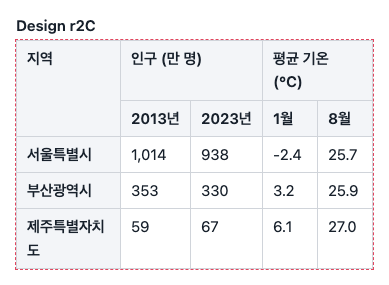 Design r2C
지역 인구 (만 명) 평균 기온
(°C)
2013년 2023년 1월 8월
서울특별시 1,014 938 -2.4 25.7
부산광역시 353 330 3.2 25.9
제주특별자치 59 67 6.1 27.0
도